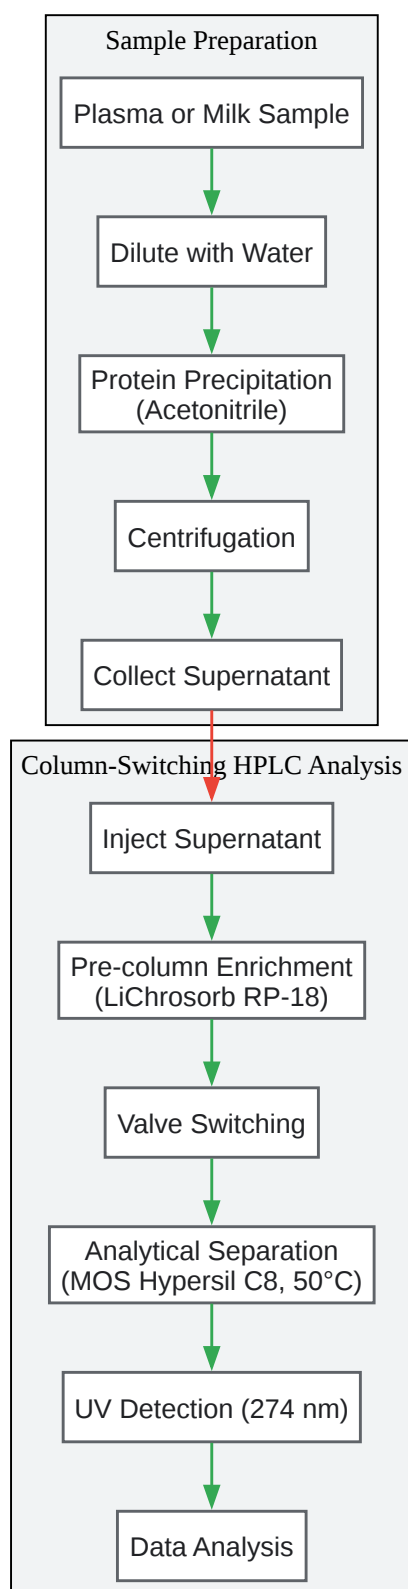 Sample Preparation
Plasma or Milk Sample
Dilute with Water
Protein Precipitation
(Acetonitrile)
Centrifugation
Collect Supernatant
Column-Switching HPLC Analysis
Inject Supernatant
Pre-column Enrichment
(LiChrosorb RP-18)
Valve Switching
Analytical Separation
(MOS Hypersil C8, 50°C)
UV Detection (274 nm)
Data Analysis